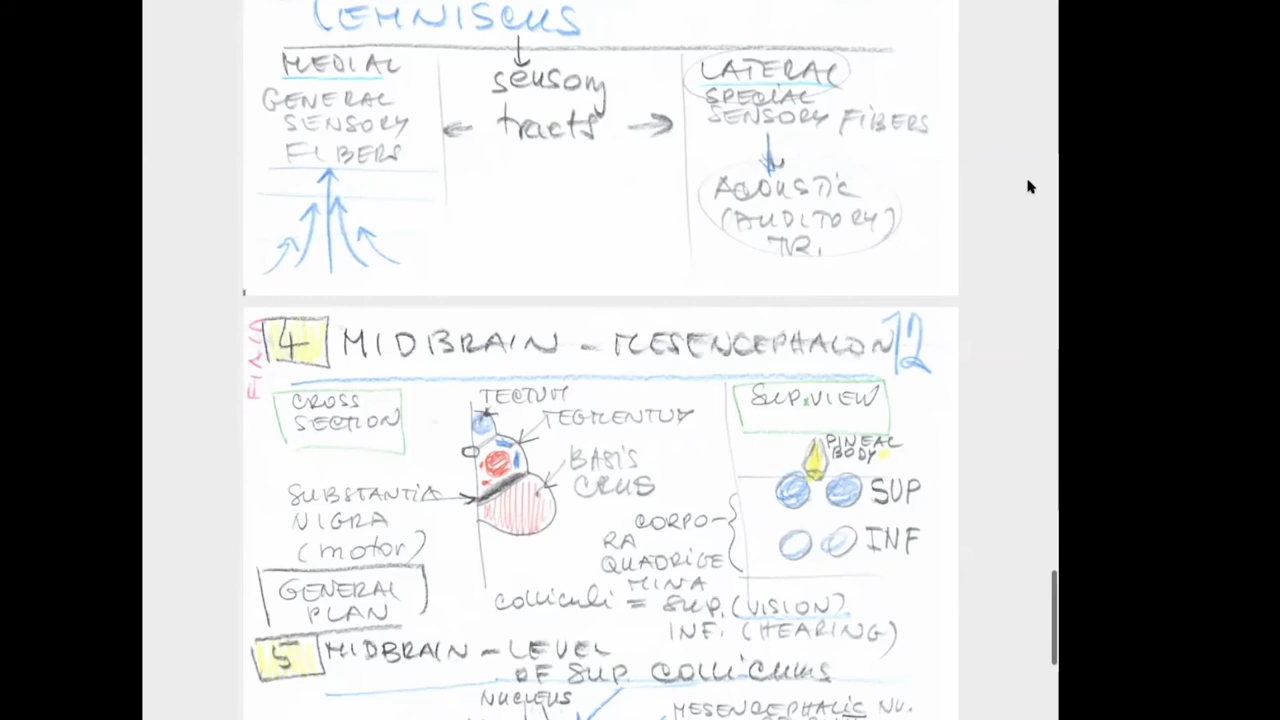 LEMNISCUS
MEDIAL
GENERAL
SENSORY
FIBERS
sensory
tracts
LATERAL
SPECIAL
SENSORY FIBERS
ACOUSTIC
(AUDITORY)
TR.
4 MIDBRAIN - MESENCEPHALON 12
CROSS
SECTION
TECTUM
TEGMENTUM
BASIS
CRUS
SUBSTANTIA
NIGRA
(motor)
GENERAL
PLAN
SUP. VIEW
PINEAL
BODY
SUP
INF
CORPO-
RA
QUADRIGE
MINA
colliculi = SUP. (VISION)
INF. (HEARING)
5 MIDBRAIN - LEVEL
OF SUP. COLLICULUS
NUCLEUS
MESENCEPHALIC NU.